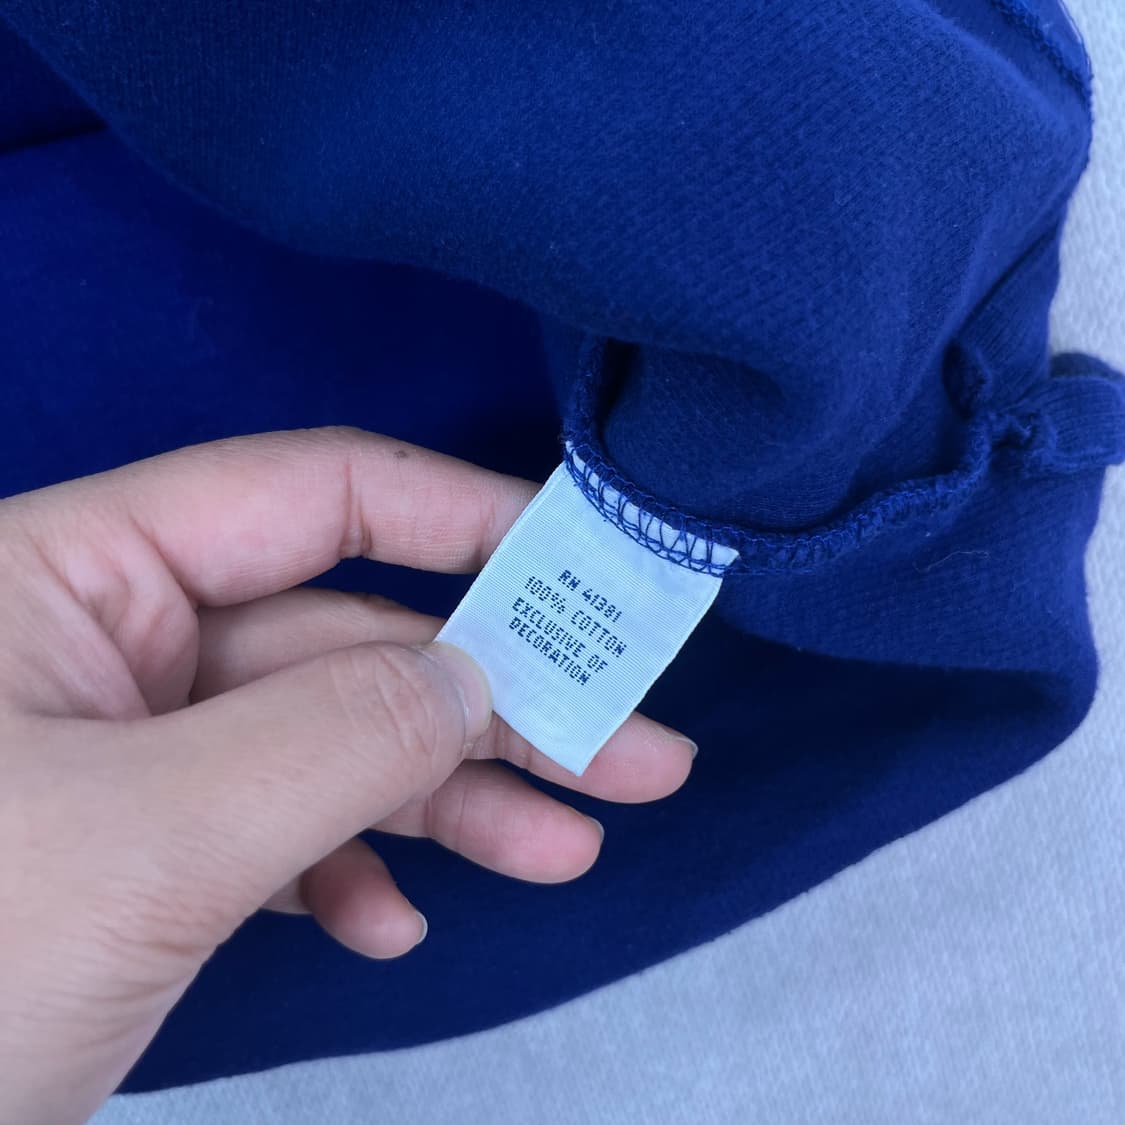 RN 41381
100% COTTON
EXCLUSIVE OF
DECORATION